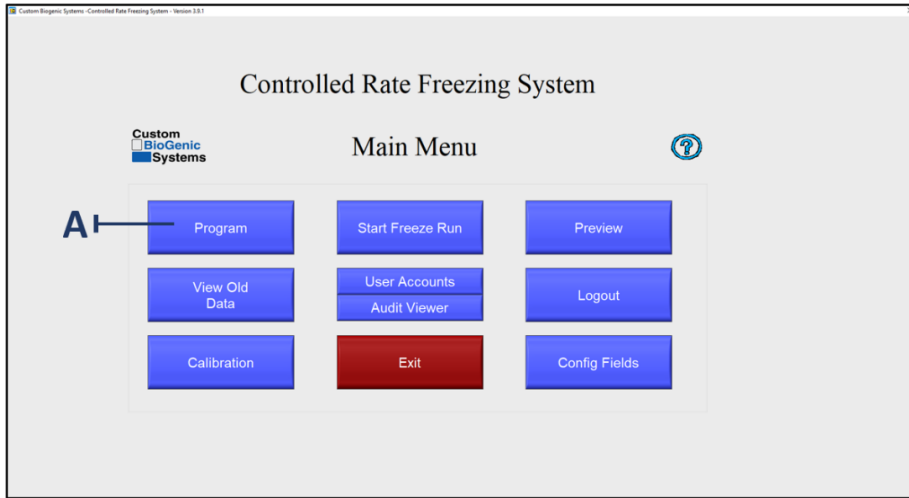 Custom Biogenic Systems -Controlled Rate Freezing System - Version 3.9.1
Controlled Rate Freezing System
Custom
BioGenic
Systems
Main Menu
?
A
Program
Start Freeze Run
Preview
View Old
Data
User Accounts
Audit Viewer
Logout
Calibration
Exit
Config Fields